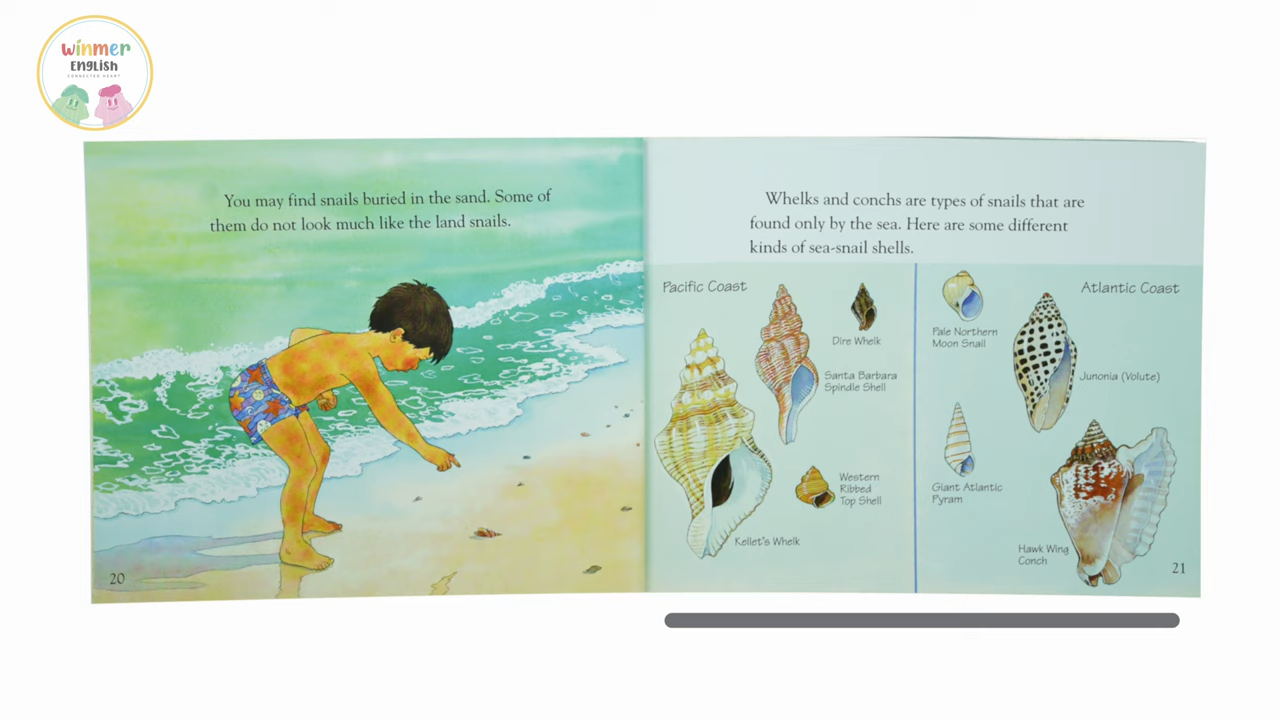 winmer
English
CONNECTED HEART
You may find snails buried in the sand. Some of
them do not look much like the land snails.
20
Whelks and conchs are types of snails that are
found only by the sea. Here are some different
kinds of sea-snail shells.
Pacific Coast
Dire Whelk
Santa Barbara
Spindle Shell
Western
Ribbed
Top Shell
Kellet's Whelk
Atlantic Coast
Pale Northern
Moon Snail
Junonia (Volute)
Giant Atlantic
Pyram
Hawk Wing
Conch
21